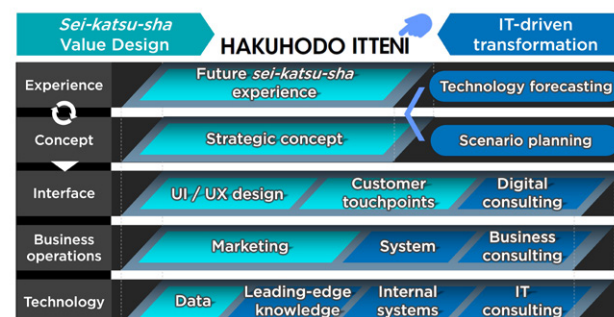 Sei-katsu-sha
Value Design
HAKUHODO ITTENI
IT-driven
transformation
Experience
Future sei-katsu-sha
experience
Technology forecasting
Concept
Strategic concept
Scenario planning
Interface
UI / UX design
Customer
touchpoints
Digital
consulting
Business
operations
Marketing
System
Business
consulting
Technology
Data
Leading-edge
knowledge
Internal
systems
IT
consulting